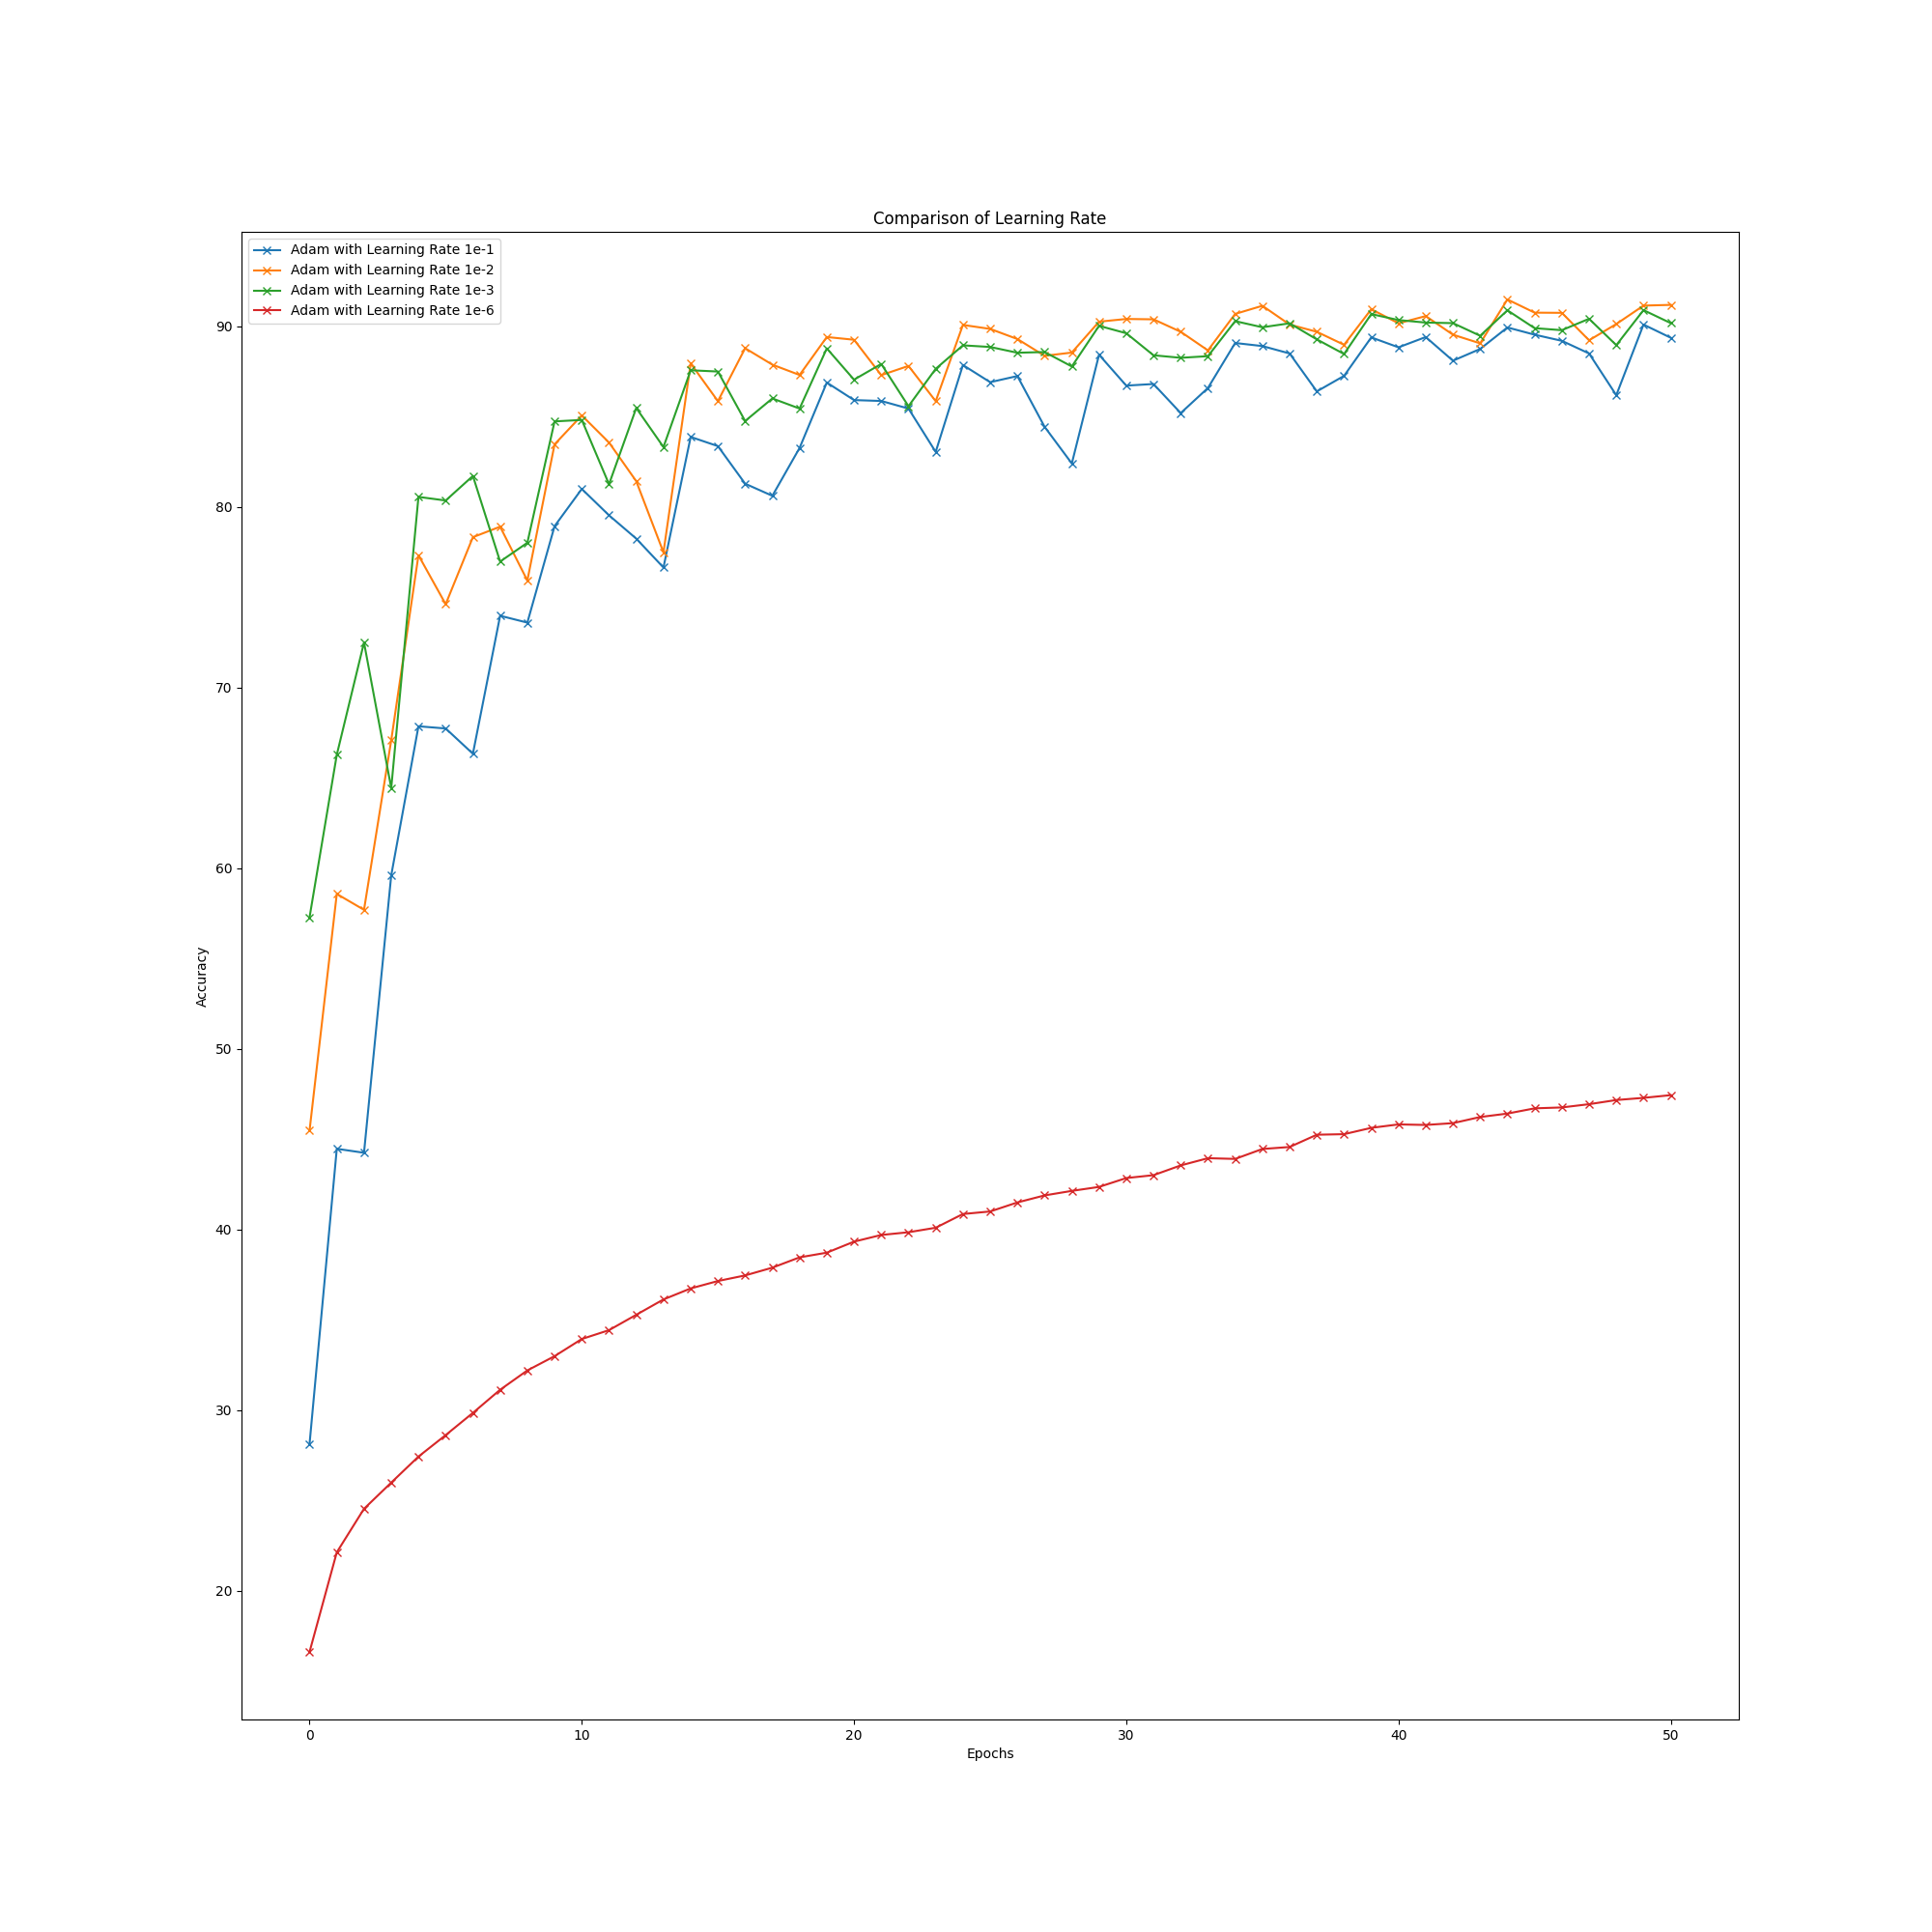 Comparison of Learning Rate
Adam with Learning Rate 1e-1
Adam with Learning Rate 1e-2
Adam with Learning Rate 1e-3
Adam with Learning Rate 1e-6
90
80
70
60
50
40
30
20
Accuracy
0 10 20 30 40 50
Epochs